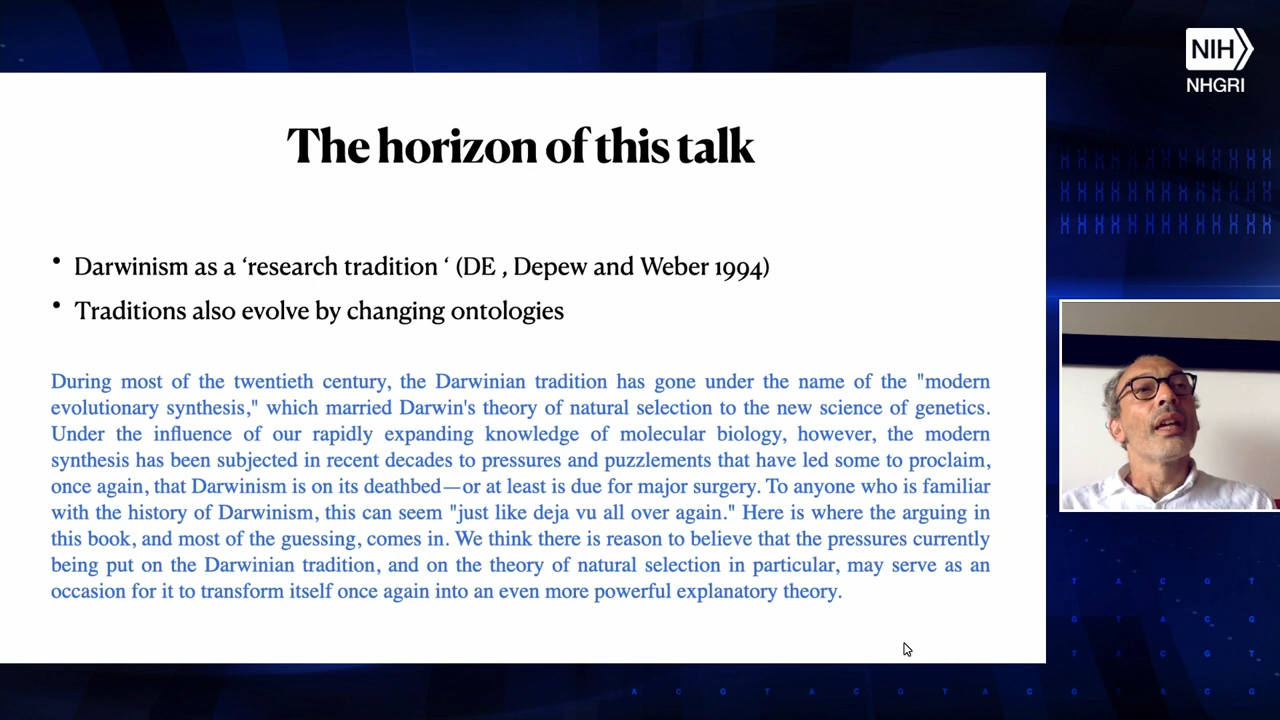 NIH
NHGRI
The horizon of this talk
• Darwinism as a ‘research tradition ‘ (DE , Depew and Weber 1994)
• Traditions also evolve by changing ontologies
During most of the twentieth century, the Darwinian tradition has gone under the name of the "modern
evolutionary synthesis," which married Darwin's theory of natural selection to the new science of genetics.
Under the influence of our rapidly expanding knowledge of molecular biology, however, the modern
synthesis has been subjected in recent decades to pressures and puzzlements that have led some to proclaim,
once again, that Darwinism is on its deathbed—or at least is due for major surgery. To anyone who is familiar
with the history of Darwinism, this can seem "just like deja vu all over again." Here is where the arguing in
this book, and most of the guessing, comes in. We think there is reason to believe that the pressures currently
being put on the Darwinian tradition, and on the theory of natural selection in particular, may serve as an
occasion for it to transform itself once again into an even more powerful explanatory theory.
T A C G T
G T A C G
A C G T A C G T A C G T A C G